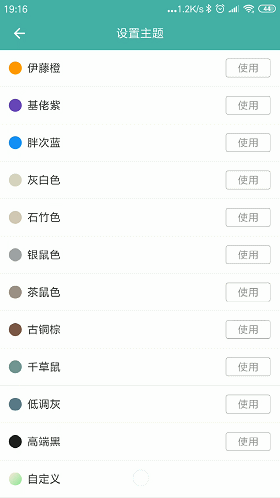 19:16
...1.2K/s
44
设置主题
伊藤橙 使用
基佬紫 使用
胖次蓝 使用
灰白色 使用
石竹色 使用
银鼠色 使用
茶鼠色 使用
古铜棕 使用
千草鼠 使用
低调灰 使用
高端黑 使用
自定义